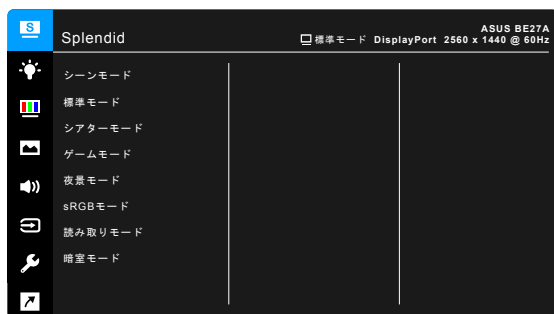 S
Splendid
ASUS BE27A
標準モード DisplayPort 2560 x 1440 @ 60Hz
シーンモード
標準モード
シアターモード
ゲームモード
夜景モード
sRGBモード
読み取りモード
暗室モード